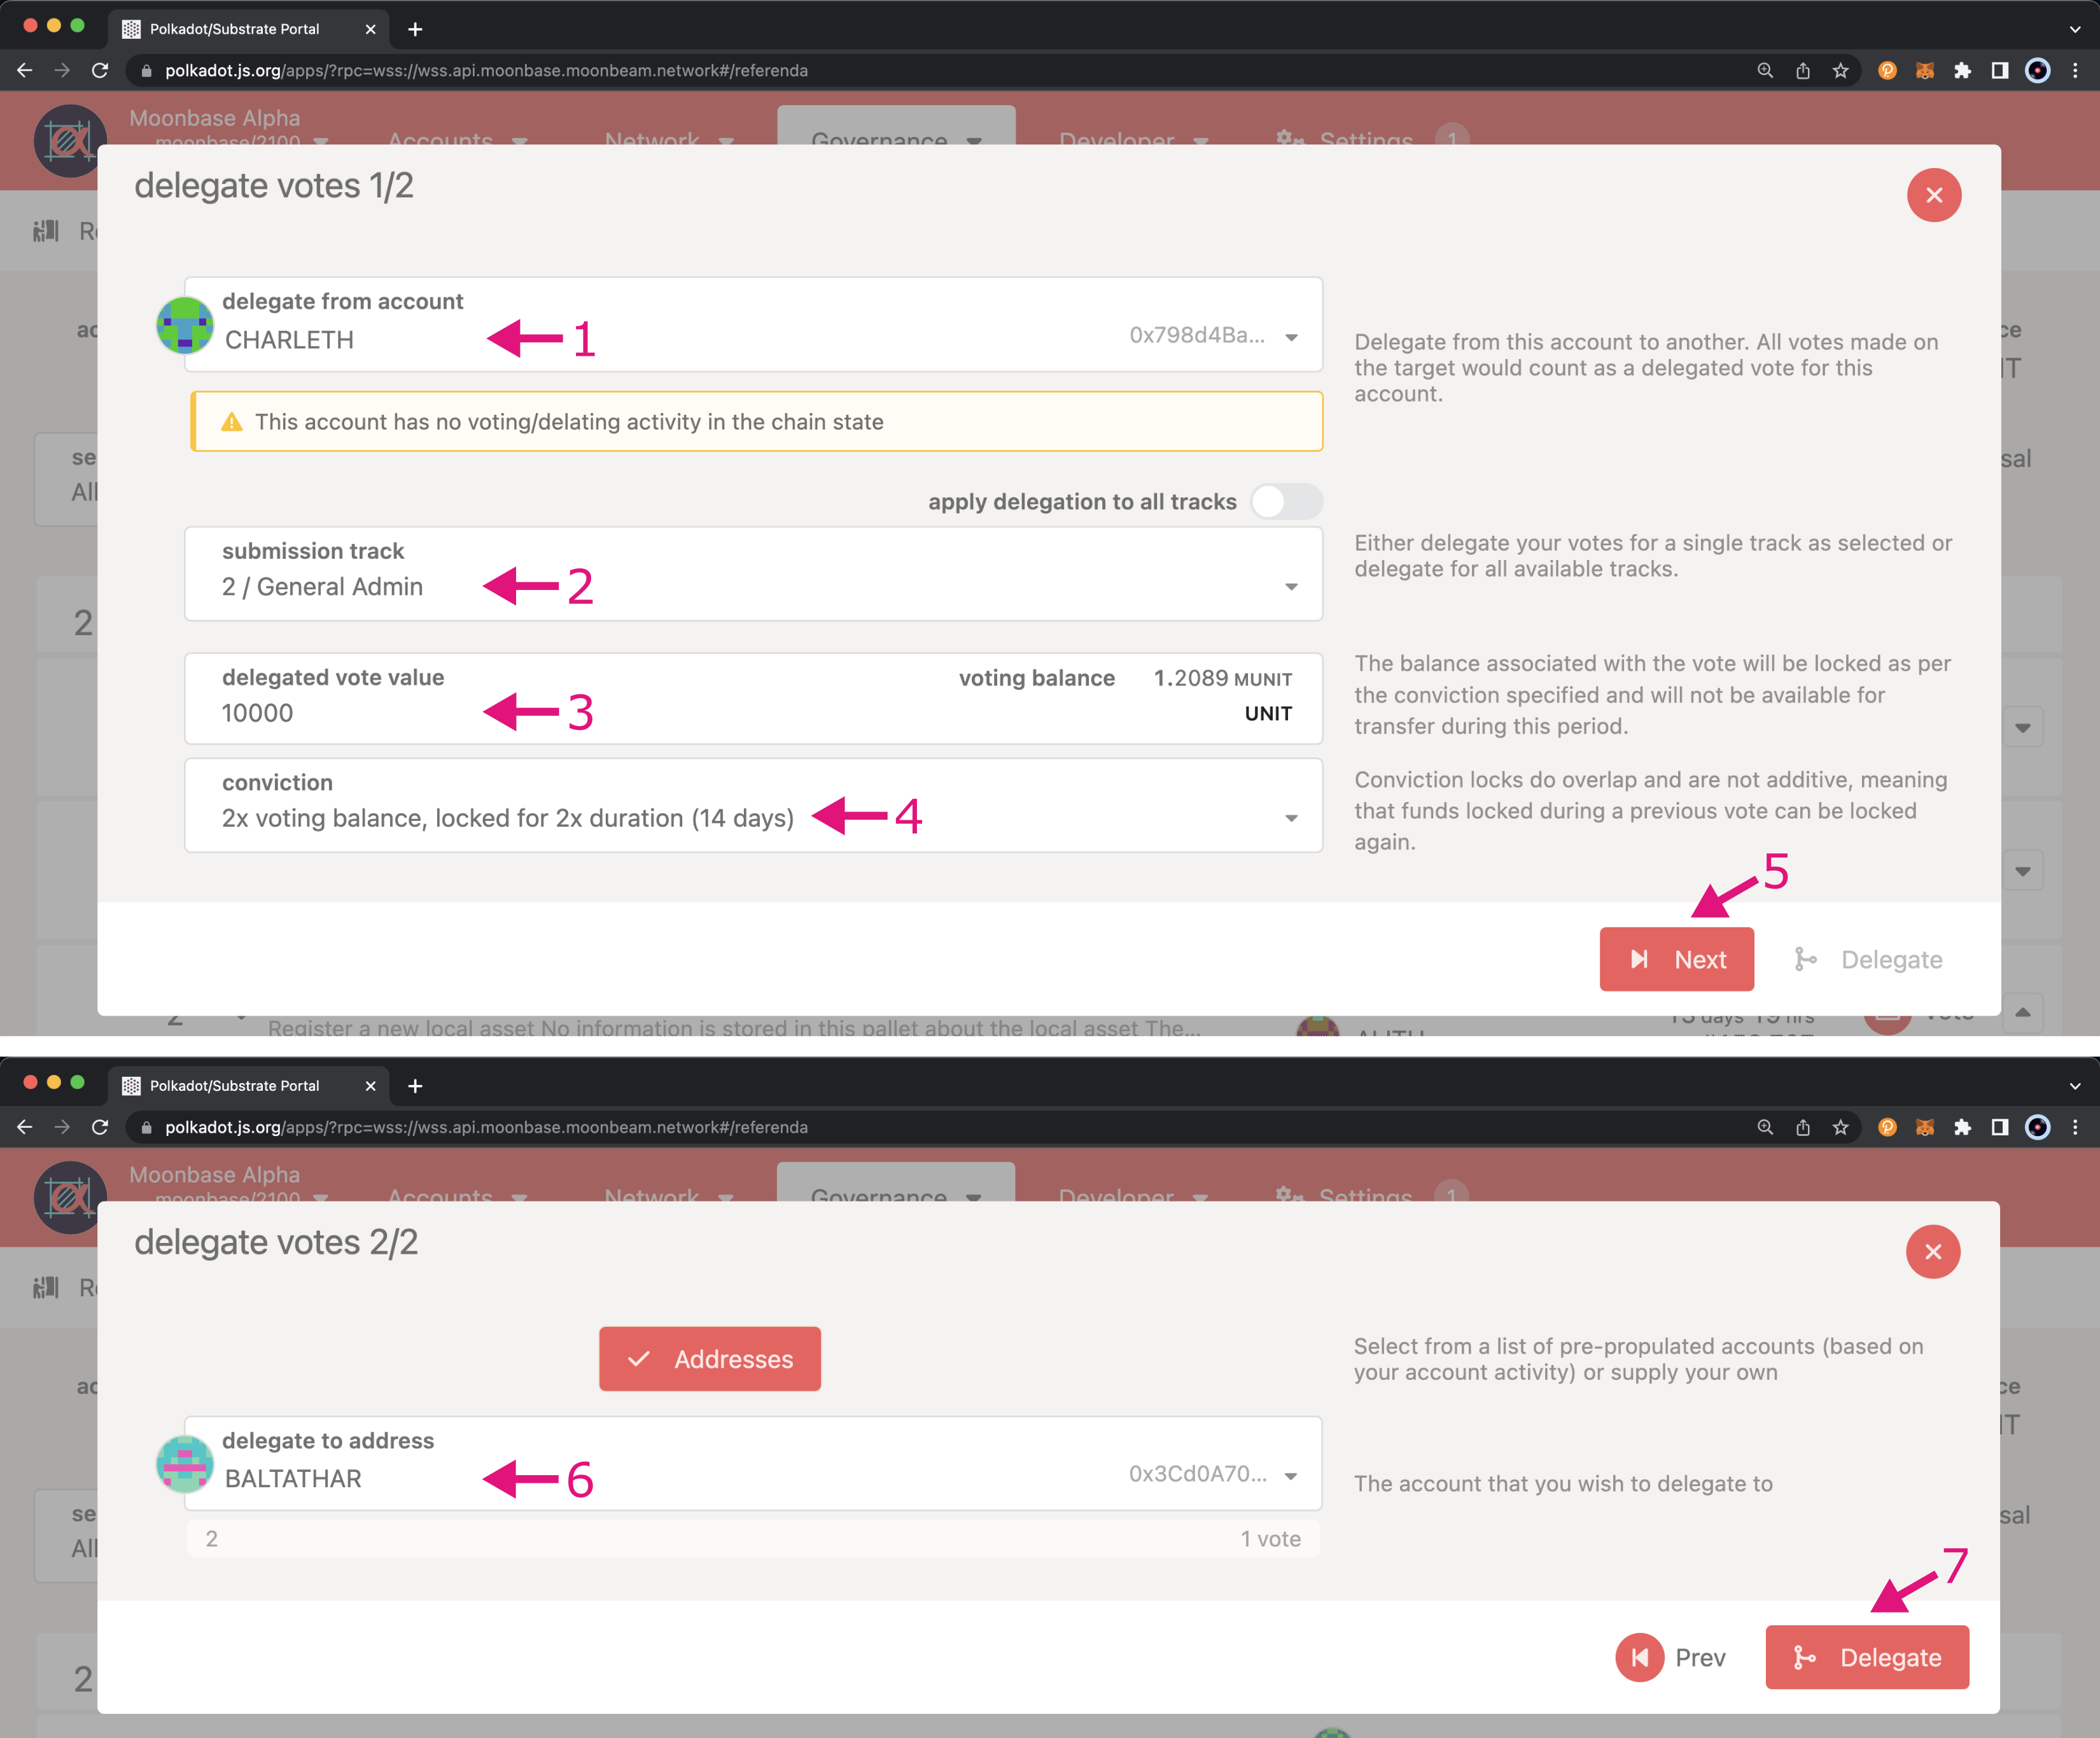 Polkadot/Substrate Portal
polkadot.js.org/apps/?rpc=wss://wss.api.moonbase.moonbeam.network#/referenda
Moonbase Alpha
moonbase/2100
Accounts
Network
Governance
Developer
Settings
1
delegate votes 1/2
delegate from account
CHARLETH
0x798d4Ba...
1
Delegate from this account to another. All votes made on
the target would count as a delegated vote for this
account.
This account has no voting/delating activity in the chain state
apply delegation to all tracks
submission track
2 / General Admin
2
Either delegate your votes for a single track as selected or
delegate for all available tracks.
delegated vote value
10000
voting balance 1.2089 MUNIT
UNIT
3
The balance associated with the vote will be locked as per
the conviction specified and will not be available for
transfer during this period.
conviction
2x voting balance, locked for 2x duration (14 days)
4
Conviction locks do overlap and are not additive, meaning
that funds locked during a previous vote can be locked
again.
5
Next
Delegate
All
2
Register a new local asset No information is stored in this pallet about the local asset The...
Polkadot/Substrate Portal
polkadot.js.org/apps/?rpc=wss://wss.api.moonbase.moonbeam.network#/referenda
Moonbase Alpha
moonbase/2100
Accounts
Network
Governance
Developer
Settings
1
delegate votes 2/2
Addresses
Select from a list of pre-propulated accounts (based on
your account activity) or supply your own
delegate to address
BALTATHAR
0x3Cd0A70...
6
The account that you wish to delegate to
2
1 vote
7
Prev
Delegate
All
2